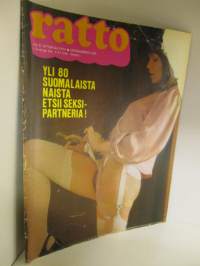 ratto
YLI 80
SUOMALAISTA
NAISTA
ETSII SEKSI-
PARTNERIA!